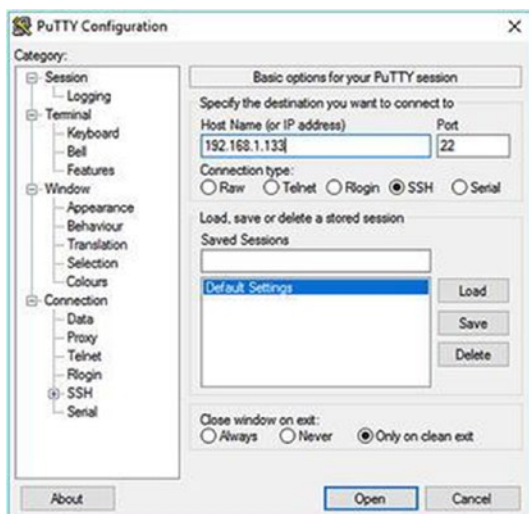 PuTTY Configuration
Category:
Session
Logging
Terminal
Keyboard
Bell
Features
Window
Appearance
Behaviour
Translation
Selection
Colours
Connection
Data
Proxy
Telnet
Rlogin
SSH
Serial
Basic options for your PuTTY session
Specify the destination you want to connect to
Host Name (or IP address) Port
192.168.1.133 22
Connection type:
Raw Telnet Rlogin SSH Serial
Load, save or delete a stored session
Saved Sessions
Default Settings
Load
Save
Delete
Close window on exit:
Always Never Only on clean exit
About Open Cancel